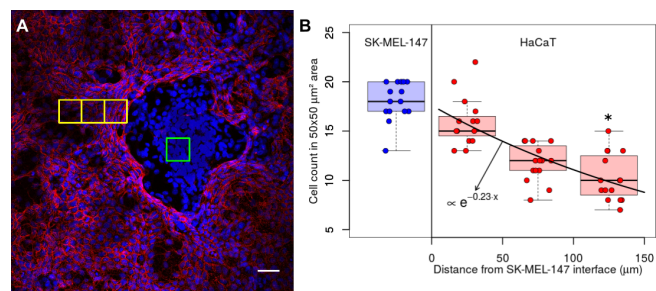 A
B
SK-MEL-147
HaCaT
Cell count in 50x50 µm² area
25
20
15
10
5
*
∝ e^−0.23·x
0
50
100
150
Distance from SK-MEL-147 interface (µm)